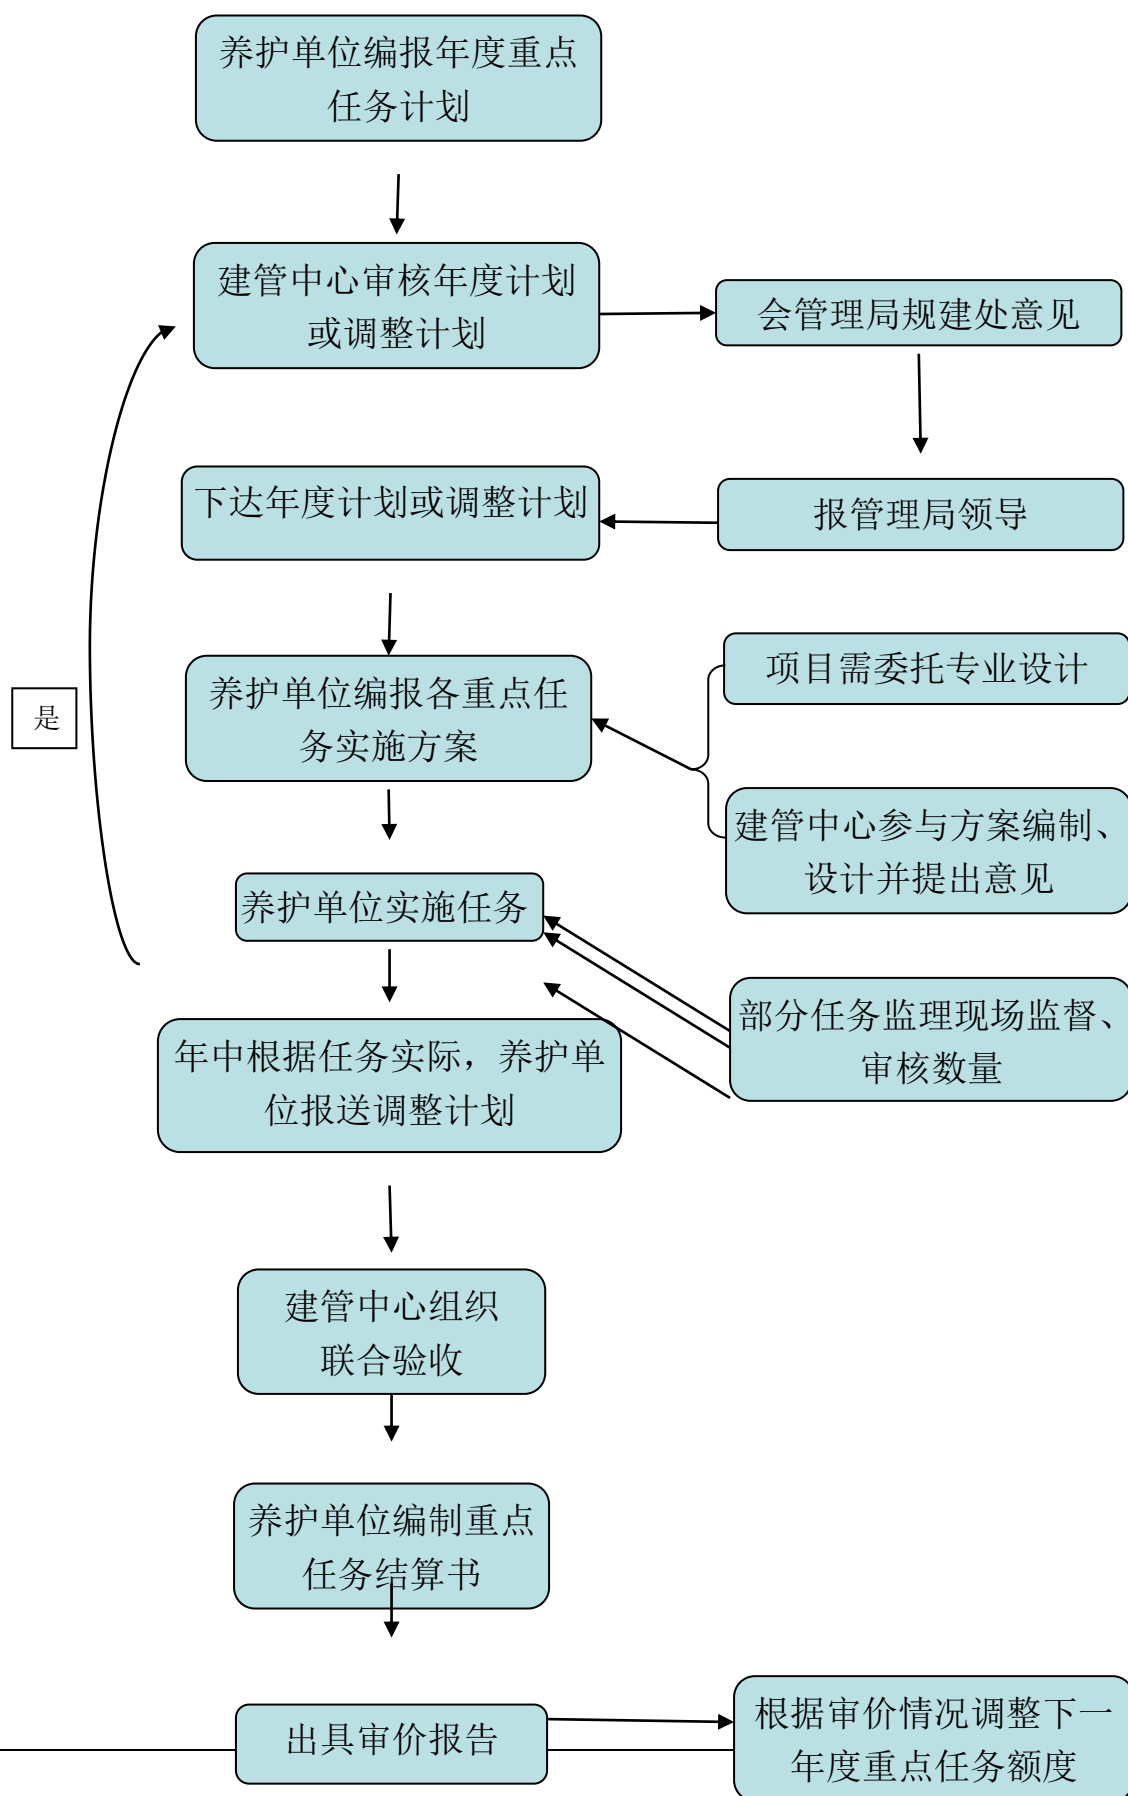 养护单位编报年度重点
任务计划
建管中心审核年度计划
或调整计划
会管理局规建处意见
下达年度计划或调整计划
报管理局领导
养护单位编报各重点任
务实施方案
项目需委托专业设计
是
建管中心参与方案编制、
设计并提出意见
养护单位实施任务
部分任务监理现场监督、
审核数量
年中根据任务实际，养护单
位报送调整计划
建管中心组织
联合验收
养护单位编制重点
任务结算书
出具审价报告
根据审价情况调整下一
年度重点任务额度